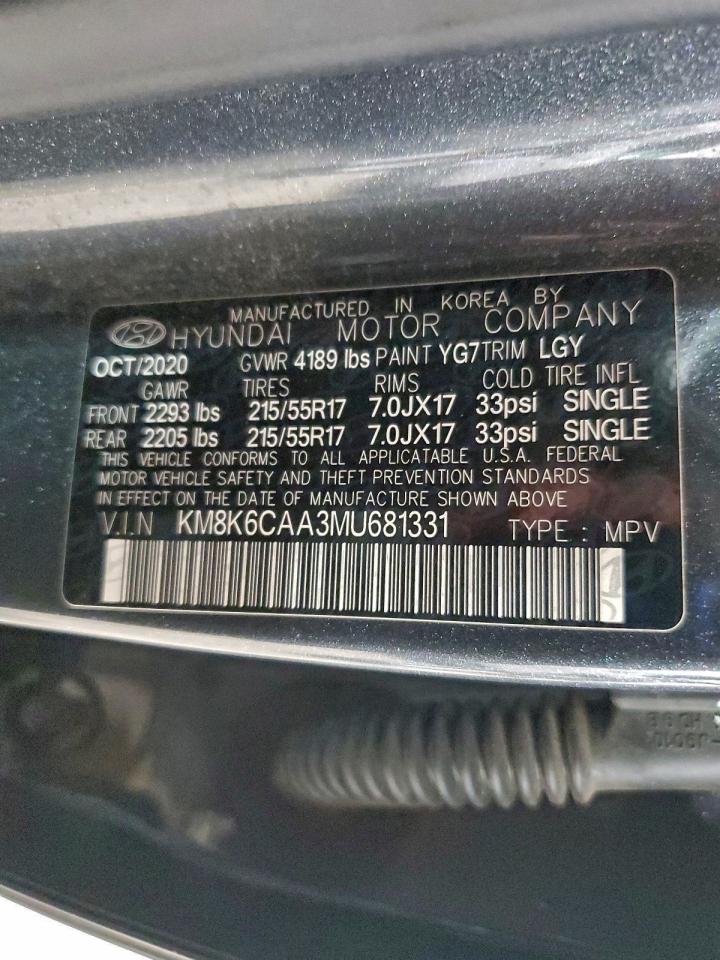 MANUFACTURED IN KOREA BY
HYUNDAI MOTOR COMPANY
OCT/2020 GVWR 4189 lbs PAINT YG7 TRIM LGY
GAWR TIRES RIMS COLD TIRE INFL
FRONT 2293 lbs 215/55R17 7.0JX17 33psi SINGLE
REAR 2205 lbs 215/55R17 7.0JX17 33psi SINGLE
THIS VEHICLE CONFORMS TO ALL APPLICATABLE U.S.A. FEDERAL
MOTOR VEHICLE SAFETY AND THEFT PREVENTION STANDARDS
IN EFFECT ON THE DATE OF MANUFACTURE SHOWN ABOVE
V.I.N KM8K6CAA3MU681331 TYPE : MPV